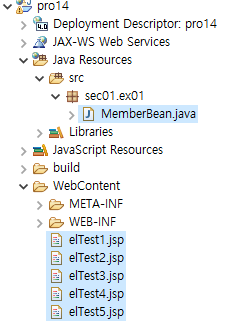 pro14
Deployment Descriptor: pro14
JAX-WS Web Services
Java Resources
src
sec01.ex01
MemberBean.java
Libraries
JavaScript Resources
build
WebContent
META-INF
WEB-INF
elTest1.jsp
elTest2.jsp
elTest3.jsp
elTest4.jsp
elTest5.jsp